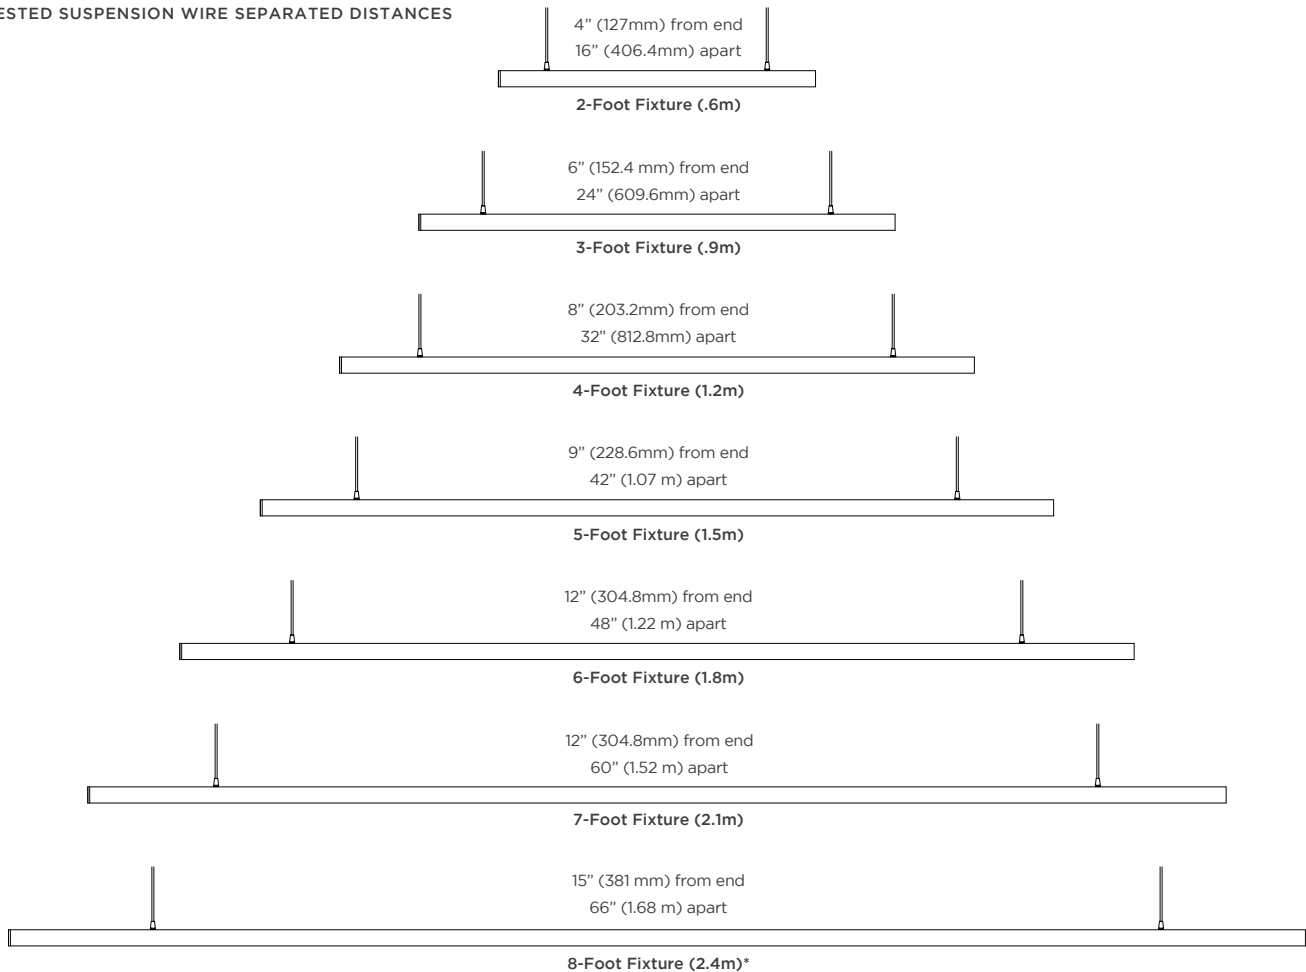 SUSPENSION WIRE SEPARATED DISTANCES
4” (127mm) from end
16” (406.4mm) apart
2-Foot Fixture (.6m)
6” (152.4 mm) from end
24” (609.6mm) apart
3-Foot Fixture (.9m)
8” (203.2mm) from end
32” (812.8mm) apart
4-Foot Fixture (1.2m)
9” (228.6mm) from end
42” (1.07 m) apart
5-Foot Fixture (1.5m)
12” (304.8mm) from end
48” (1.22 m) apart
6-Foot Fixture (1.8m)
12” (304.8mm) from end
60” (1.52 m) apart
7-Foot Fixture (2.1m)
15” (381 mm) from end
66” (1.68 m) apart
8-Foot Fixture (2.4m)*